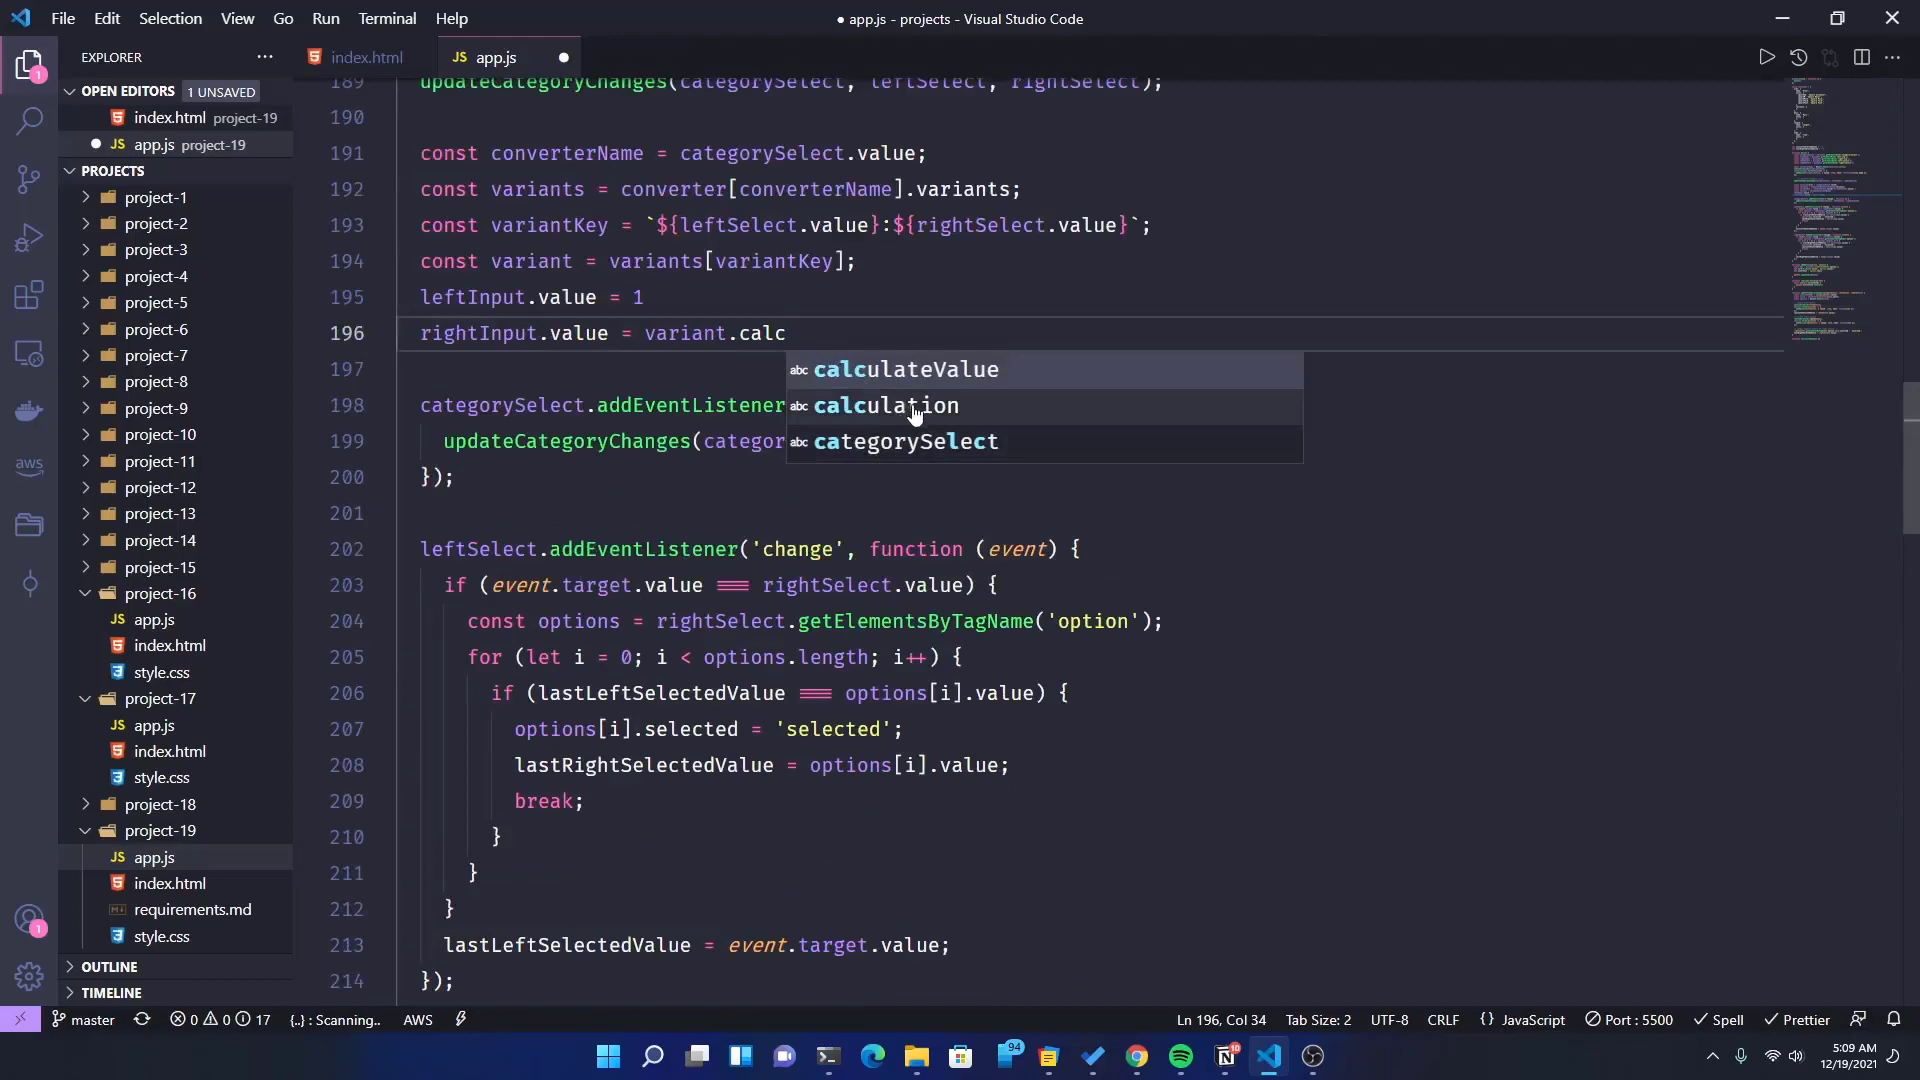 File Edit Selection View Go Run Terminal Help
● app.js - projects - Visual Studio Code
EXPLORER
index.html
JS app.js
OPEN EDITORS 1 UNSAVED
index.html project-19
JS app.js project-19
PROJECTS
project-1
project-2
project-3
project-4
project-5
project-6
project-7
project-8
project-9
project-10
project-11
project-12
project-13
project-14
project-15
project-16
JS app.js
index.html
style.css
project-17
JS app.js
index.html
style.css
project-18
project-19
JS app.js
index.html
requirements.md
style.css
OUTLINE
TIMELINE
1
aws
1
189 updateCategoryChanges(categorySelect, leftSelect, rightSelect);
190
191 const converterName = categorySelect.value;
192 const variants = converter[converterName].variants;
193 const variantKey = `${leftSelect.value}:${rightSelect.value}`;
194 const variant = variants[variantKey];
195 leftInput.value = 1
196 rightInput.value = variant.calc
197
abc calculateValue
198 categorySelect.addEventListener
abc calculation
199 updateCategoryChanges(categor
abc categorySelect
200 });
201
202 leftSelect.addEventListener('change', function (event) {
203 if (event.target.value === rightSelect.value) {
204 const options = rightSelect.getElementsByTagName('option');
205 for (let i = 0; i < options.length; i++) {
206 if (lastLeftSelectedValue === options[i].value) {
207 options[i].selected = 'selected';
208 lastRightSelectedValue = options[i].value;
209 break;
210 }
211 }
212 }
213 lastLeftSelectedValue = event.target.value;
214 });
master 0 0 17 {..} : Scanning.. AWS
Ln 196, Col 34 Tab Size: 2 UTF-8 CRLF {} JavaScript Port : 5500 Spell Prettier
94
10
5:09 AM
12/19/2021